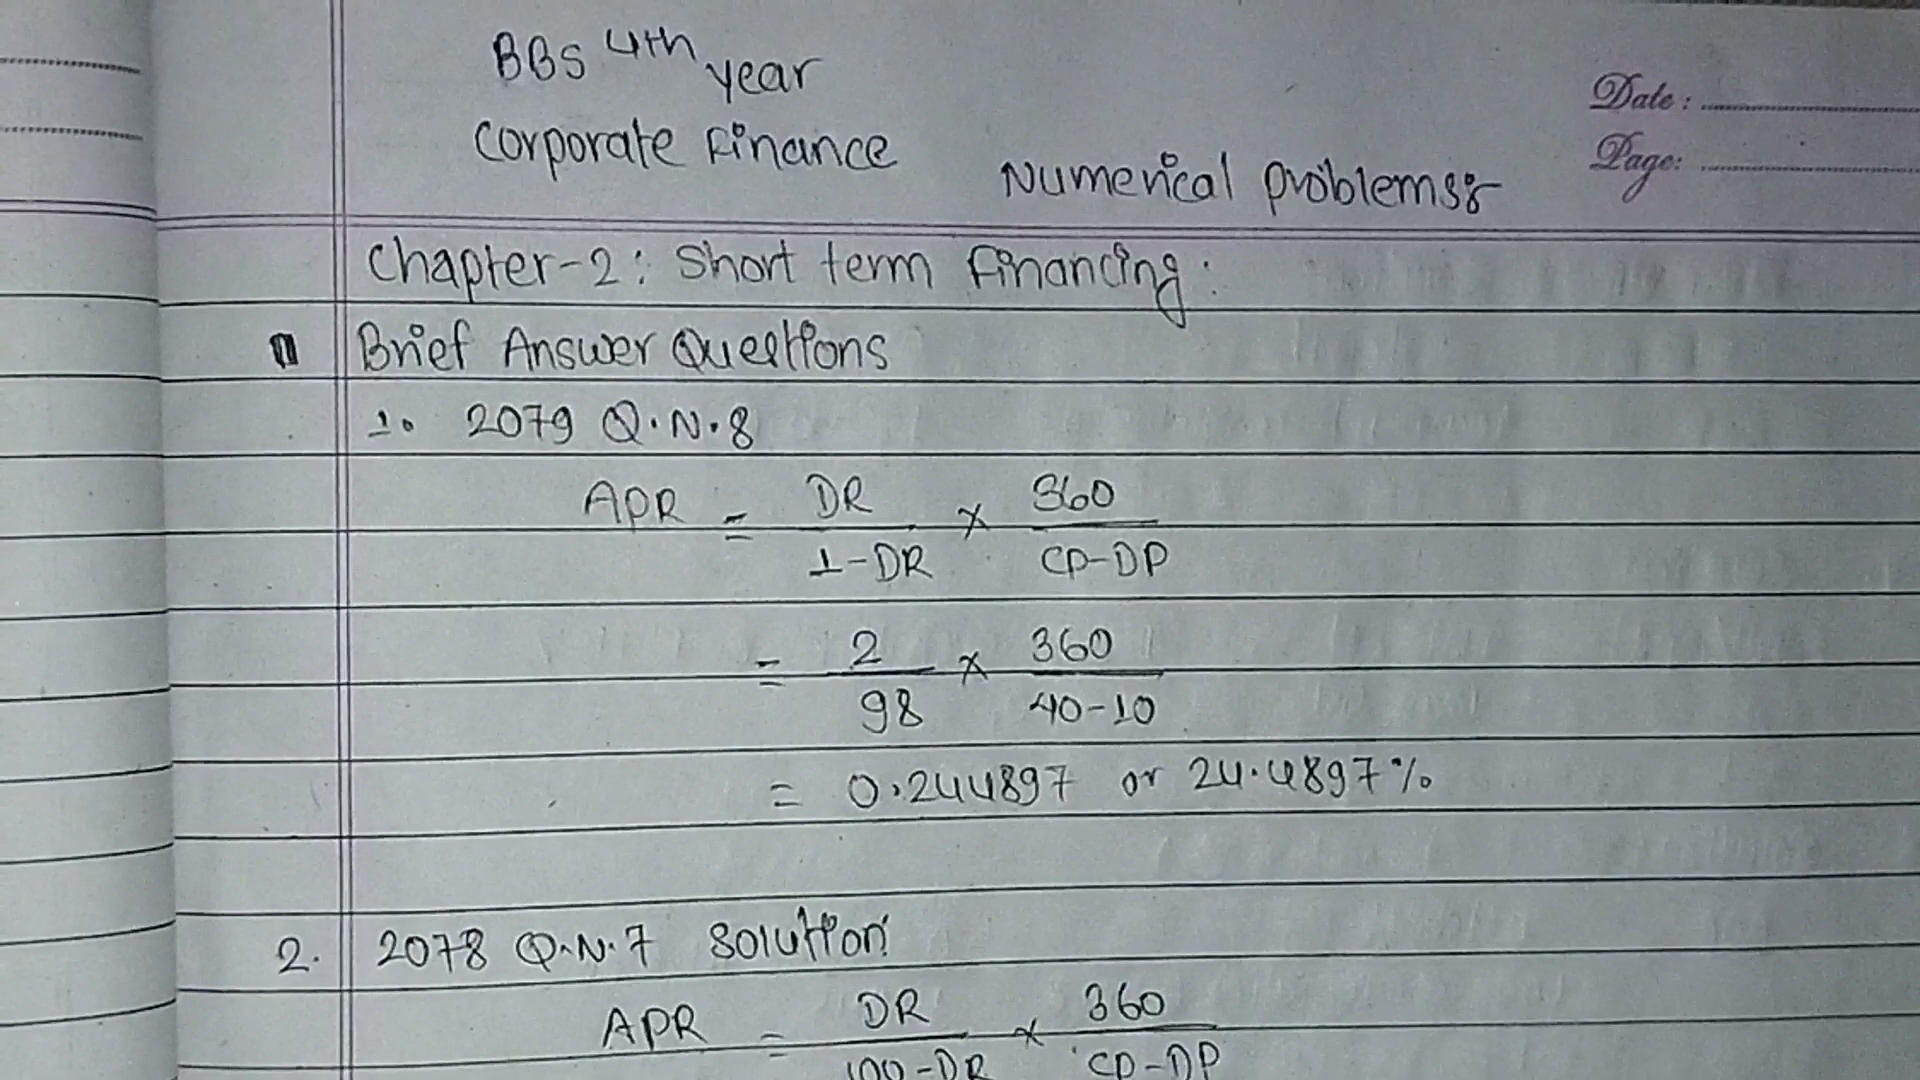 BBS 4th year
Date:
Corporate Finance
Page:
Numerical problems:-
Chapter-2: Short term Financing:
Brief Answer Questions
1. 2079 Q.N.8
APR = DR / 1-DR × 360 / CP-DP
= 2 / 98 × 360 / 40-10
= 0.244897 or 24.4897%
2. 2078 Q.N.7 Solution:
APR = DR / 100-DR × 360 / CP-DP